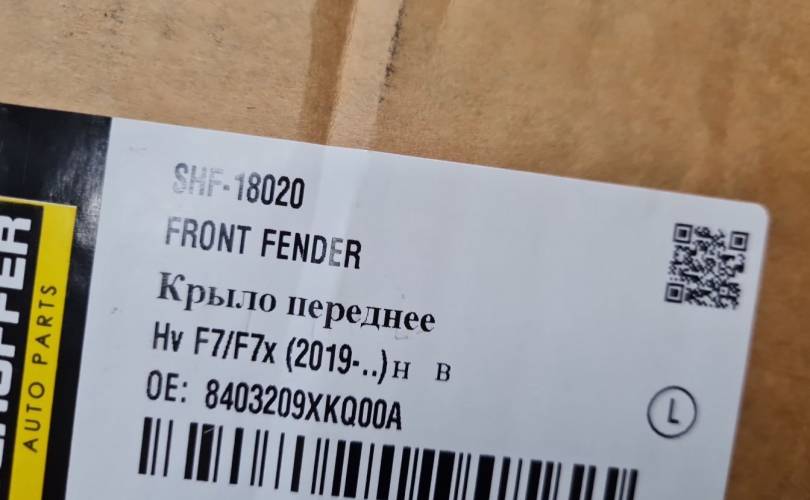 SHF-18020
FRONT FENDER
Крыло переднее
Hv F7/F7x (2019-..)н в
OE: 8403209XKQ00A
L
AUTO PARTS